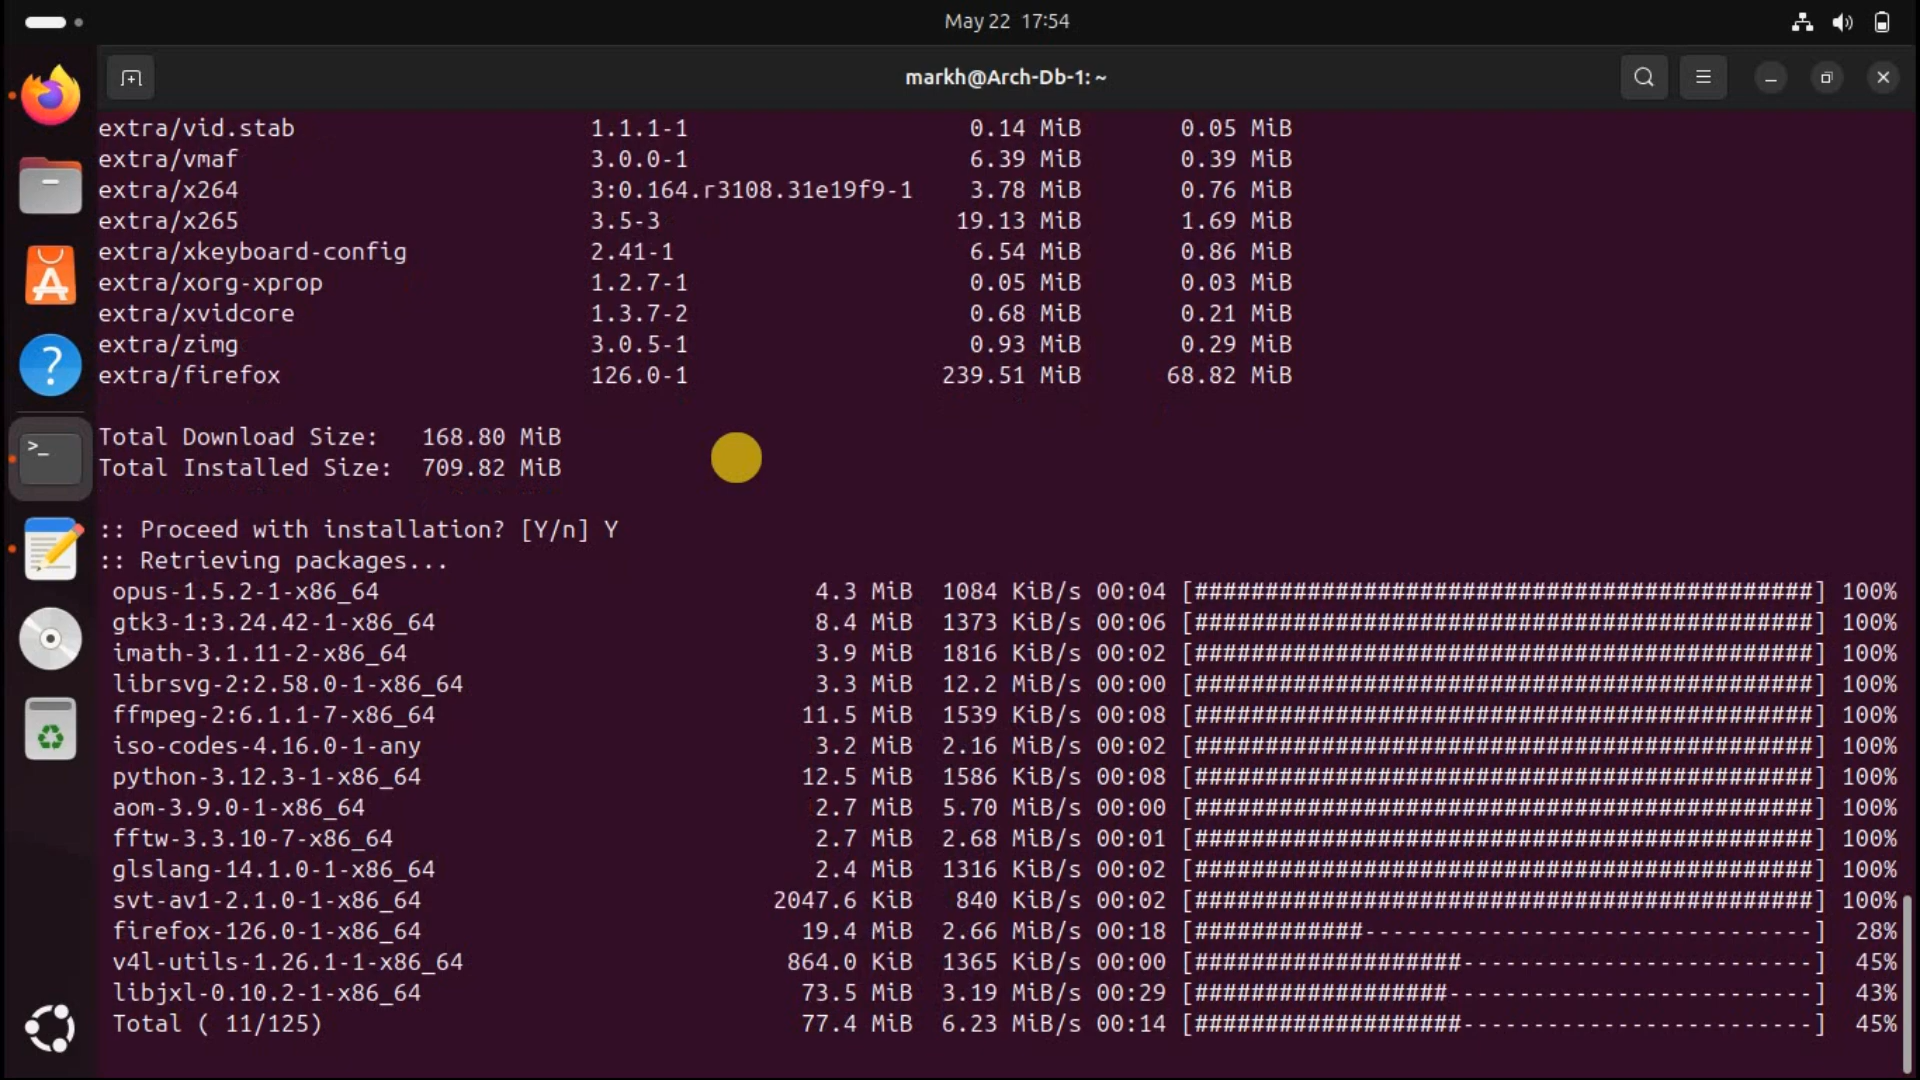 May 22 17:54
markh@Arch-Db-1: ~
extra/vid.stab 1.1.1-1 0.14 MiB 0.05 MiB
extra/vmaf 3.0.0-1 6.39 MiB 0.39 MiB
extra/x264 3:0.164.r3108.31e19f9-1 3.78 MiB 0.76 MiB
extra/x265 3.5-3 19.13 MiB 1.69 MiB
extra/xkeyboard-config 2.41-1 6.54 MiB 0.86 MiB
extra/xorg-xprop 1.2.7-1 0.05 MiB 0.03 MiB
extra/xvidcore 1.3.7-2 0.68 MiB 0.21 MiB
extra/zimg 3.0.5-1 0.93 MiB 0.29 MiB
extra/firefox 126.0-1 239.51 MiB 68.82 MiB
Total Download Size: 168.80 MiB
Total Installed Size: 709.82 MiB
:: Proceed with installation? [Y/n] Y
:: Retrieving packages...
opus-1.5.2-1-x86_64 4.3 MiB 1084 KiB/s 00:04 [############################################] 100%
gtk3-1:3.24.42-1-x86_64 8.4 MiB 1373 KiB/s 00:06 [############################################] 100%
imath-3.1.11-2-x86_64 3.9 MiB 1816 KiB/s 00:02 [############################################] 100%
librsvg-2:2.58.0-1-x86_64 3.3 MiB 12.2 MiB/s 00:00 [############################################] 100%
ffmpeg-2:6.1.1-7-x86_64 11.5 MiB 1539 KiB/s 00:08 [############################################] 100%
iso-codes-4.16.0-1-any 3.2 MiB 2.16 MiB/s 00:02 [############################################] 100%
python-3.12.3-1-x86_64 12.5 MiB 1586 KiB/s 00:08 [############################################] 100%
aom-3.9.0-1-x86_64 2.7 MiB 5.70 MiB/s 00:00 [############################################] 100%
fftw-3.3.10-7-x86_64 2.7 MiB 2.68 MiB/s 00:01 [############################################] 100%
glslang-14.1.0-1-x86_64 2.4 MiB 1316 KiB/s 00:02 [############################################] 100%
svt-av1-2.1.0-1-x86_64 2047.6 KiB 840 KiB/s 00:02 [############################################] 100%
firefox-126.0-1-x86_64 19.4 MiB 2.66 MiB/s 00:18 [############--------------------------------] 28%
v4l-utils-1.26.1-1-x86_64 864.0 KiB 1365 KiB/s 00:00 [###################-------------------------] 45%
libjxl-0.10.2-1-x86_64 73.5 MiB 3.19 MiB/s 00:29 [##################--------------------------] 43%
Total ( 11/125) 77.4 MiB 6.23 MiB/s 00:14 [###################-------------------------] 45%